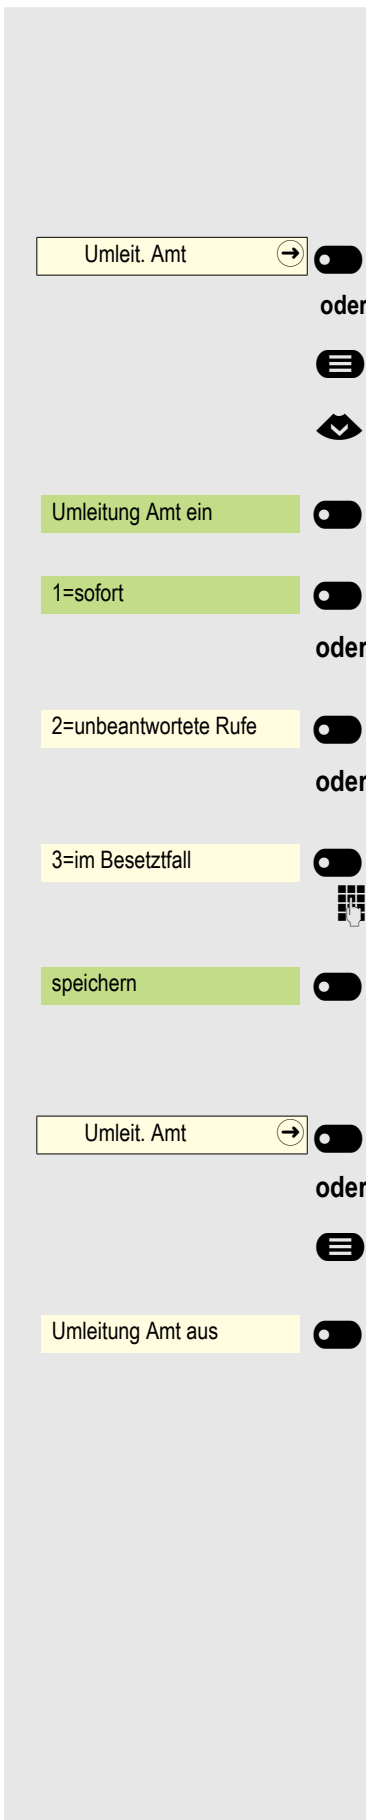 Umleit. Amt
oder
Umleitung Amt ein
1=sofort
oder
2=unbeantwortete Rufe
oder
3=im Besetztfall
speichern
Umleit. Amt
oder
Umleitung Amt aus